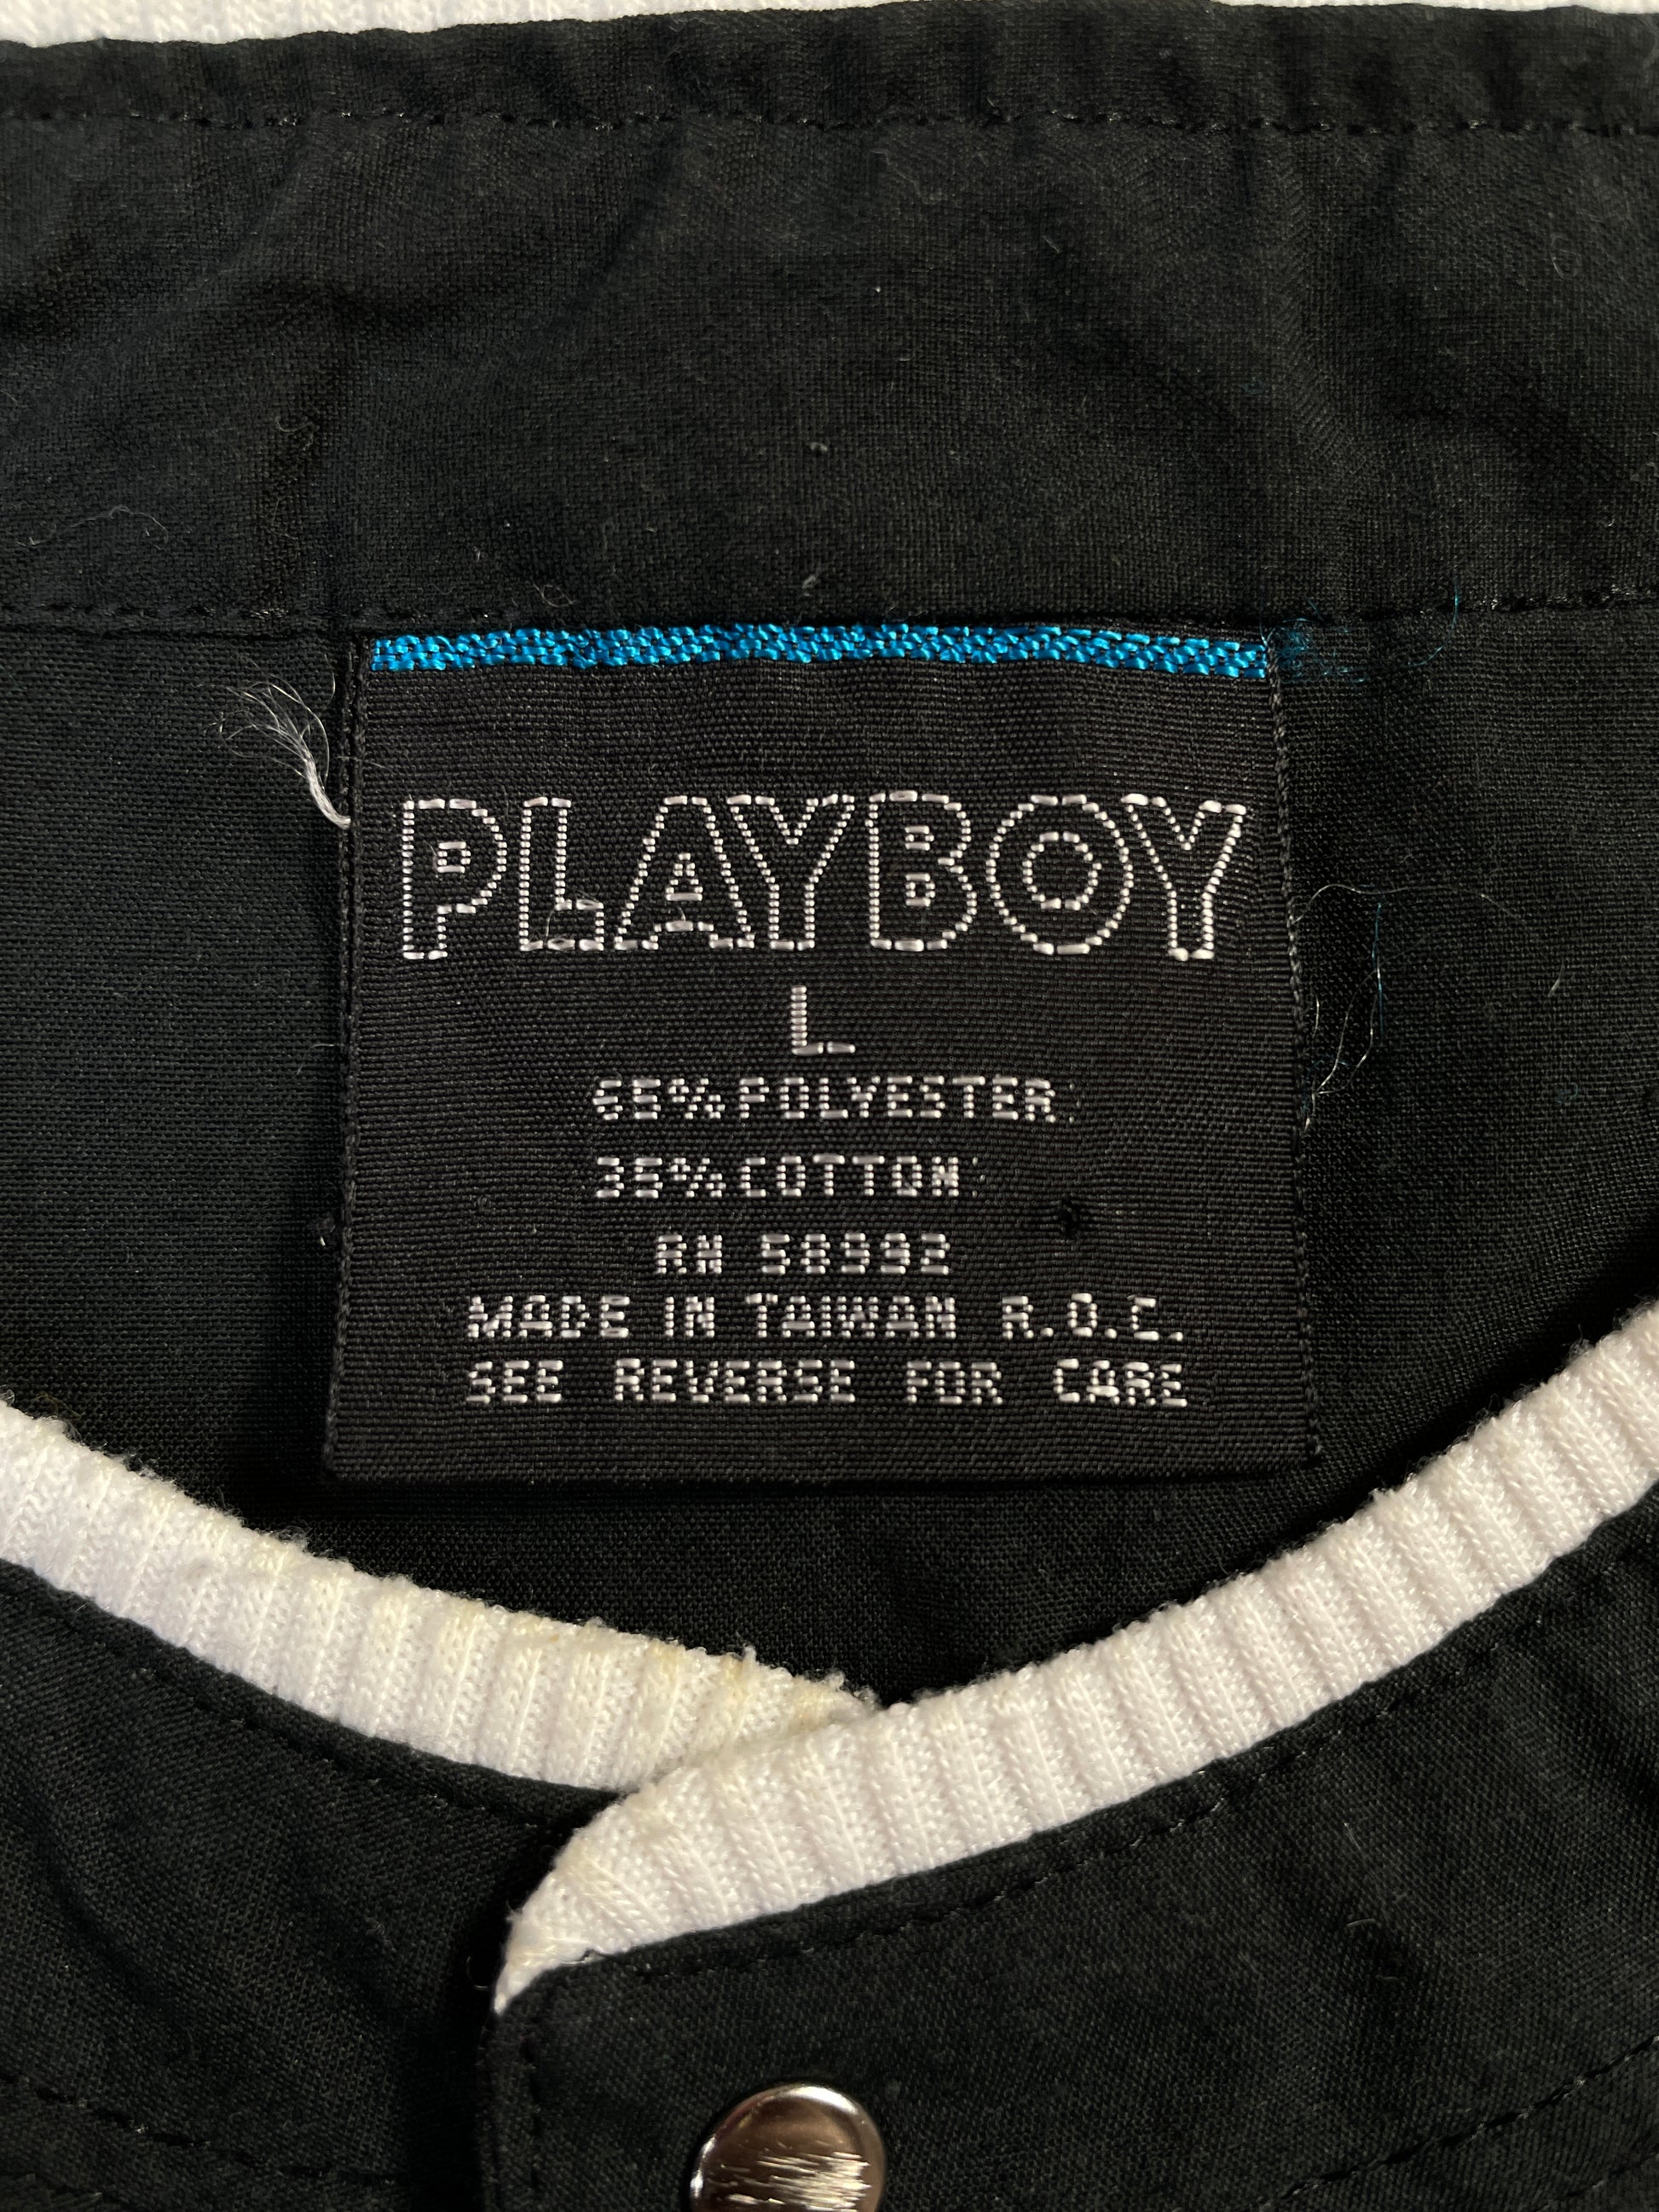 PLAYBOY
L
65% POLYESTER
35% COTTON
RN 58992
MADE IN TAIWAN R.O.C.
SEE REVERSE FOR CARE